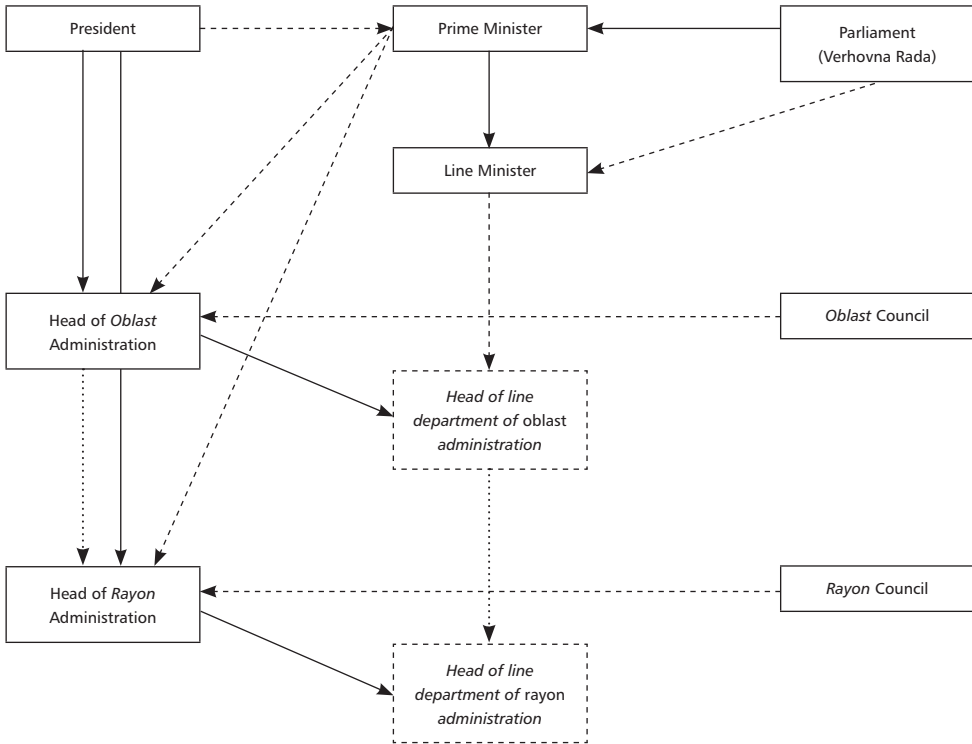 President
Prime Minister
Parliament
(Verhovna Rada)
Line Minister
Head of Oblast
Administration
Oblast Council
Head of line
department of oblast
administration
Head of Rayon
Administration
Rayon Council
Head of line
department of rayon
administration